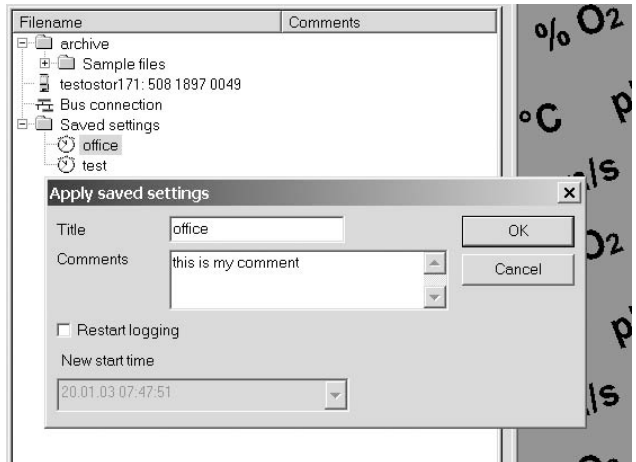 Filename Comments
archive
Sample files
testostor171: 508 1897 0049
Bus connection
Saved settings
office
test
Apply saved settings
Title office OK
Comments this is my comment Cancel
Restart logging
New start time
20.01.03 07:47:51
% O2
°C